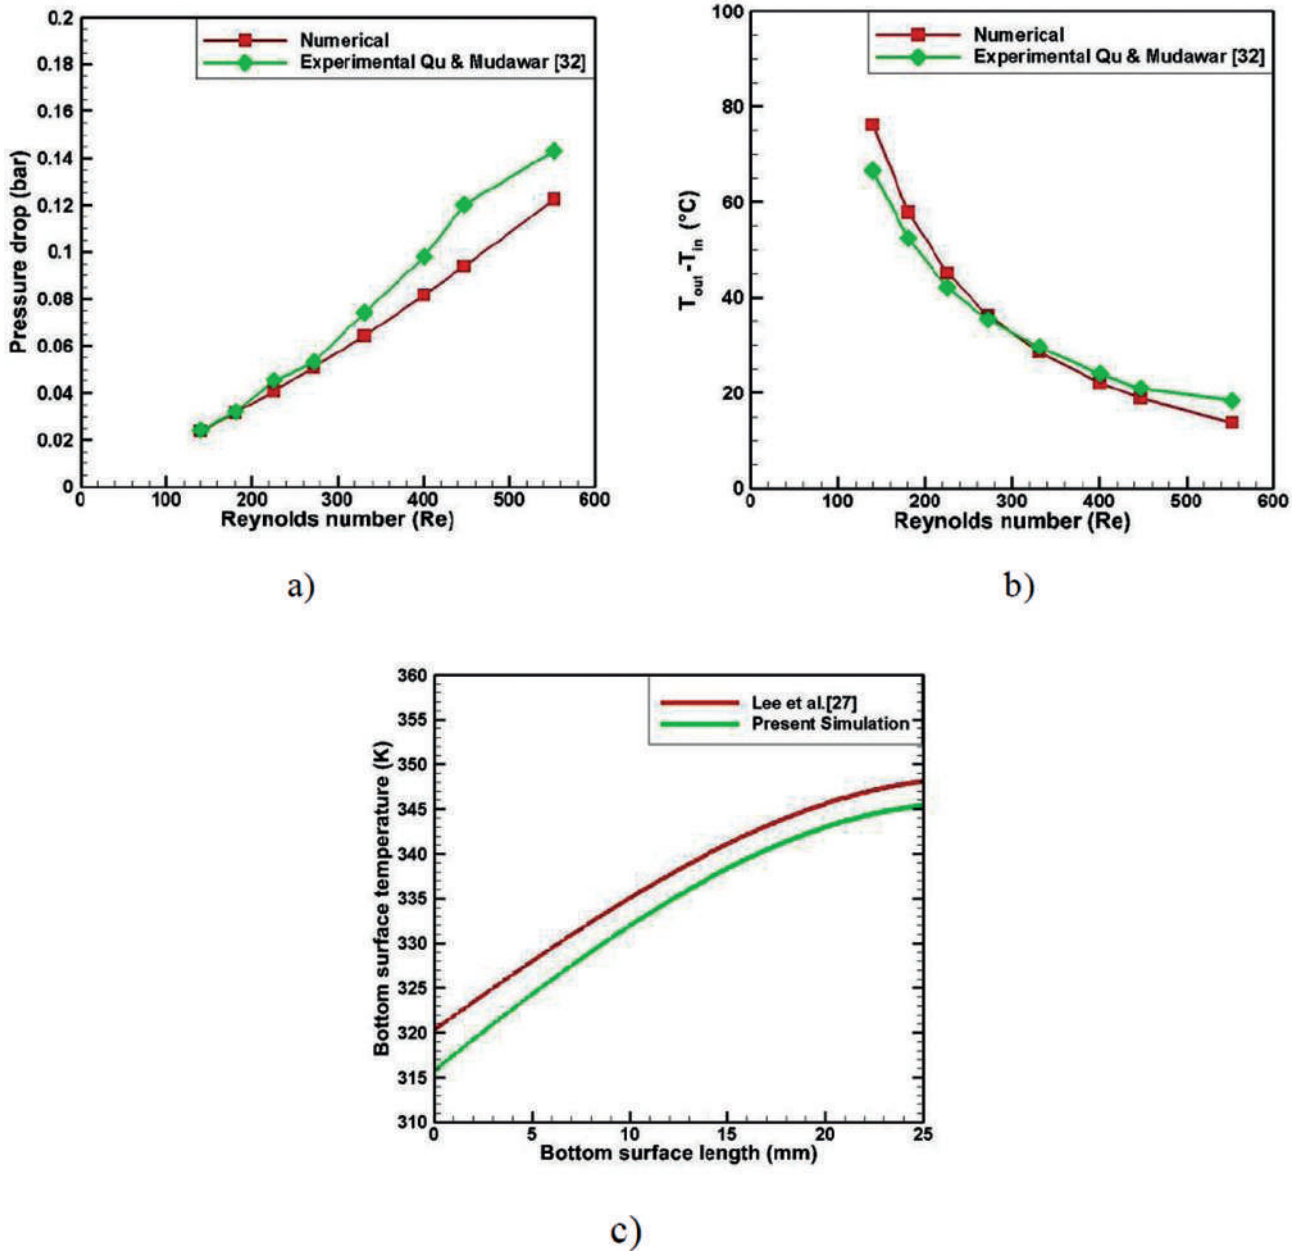 0.2
0.18
0.16
0.14
0.12
0.1
0.08
0.06
0.04
0.02
0
Pressure drop (bar)
Numerical
Experimental Qu & Mudawar [32]
0 100 200 300 400 500 600
Reynolds number (Re)
a)
100
80
60
40
20
0
T out - T in (°C)
Numerical
Experimental Qu & Mudawar [32]
0 100 200 300 400 500 600
Reynolds number (Re)
b)
360
355
350
345
340
335
330
325
320
315
310
Bottom surface temperature (K)
Lee et al.[27]
Present Simulation
0 5 10 15 20 25
Bottom surface length (mm)
c)